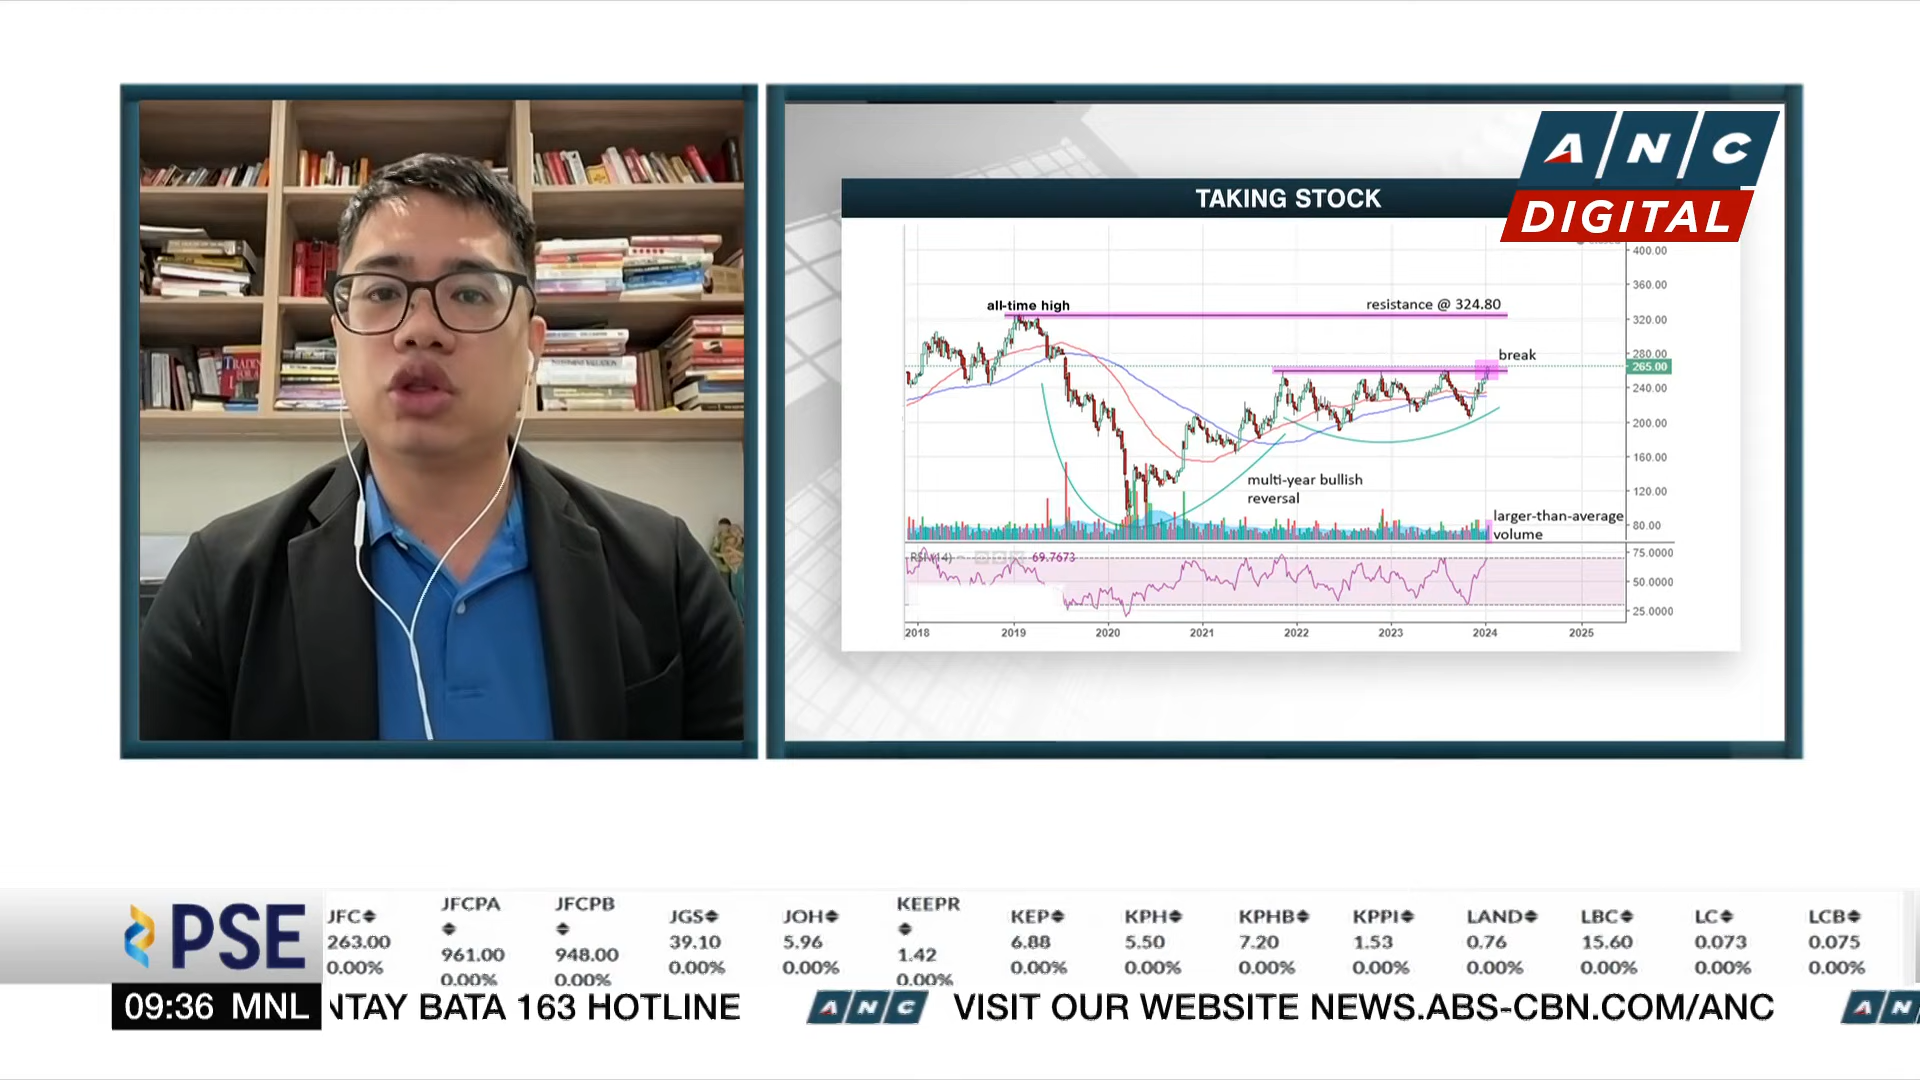 ANC
DIGITAL
TAKING STOCK
400.00
360.00
320.00
280.00
265.00
240.00
200.00
160.00
120.00
80.00
75.0000
50.0000
25.0000
all-time high
resistance @ 324.80
break
multi-year bullish
reversal
larger-than-average
volume
RSI (14)
69.7673
2018 2019 2020 2021 2022 2023 2024 2025
INVESTMENT VALUATION
PSE
JFC JFCPA JFCPB JGS JOH KEEPR KEP KPH KPHB KPPI LAND LBC LC LCB
263.00 961.00 948.00 39.10 5.96 1.42 6.88 5.50 7.20 1.53 0.76 15.60 0.073 0.075
0.00% 0.00% 0.00% 0.00% 0.00% 0.00% 0.00% 0.00% 0.00% 0.00% 0.00% 0.00% 0.00% 0.00%
09:36 MNL
NTAY BATA 163 HOTLINE ANC VISIT OUR WEBSITE NEWS.ABS-CBN.COM/ANC AN